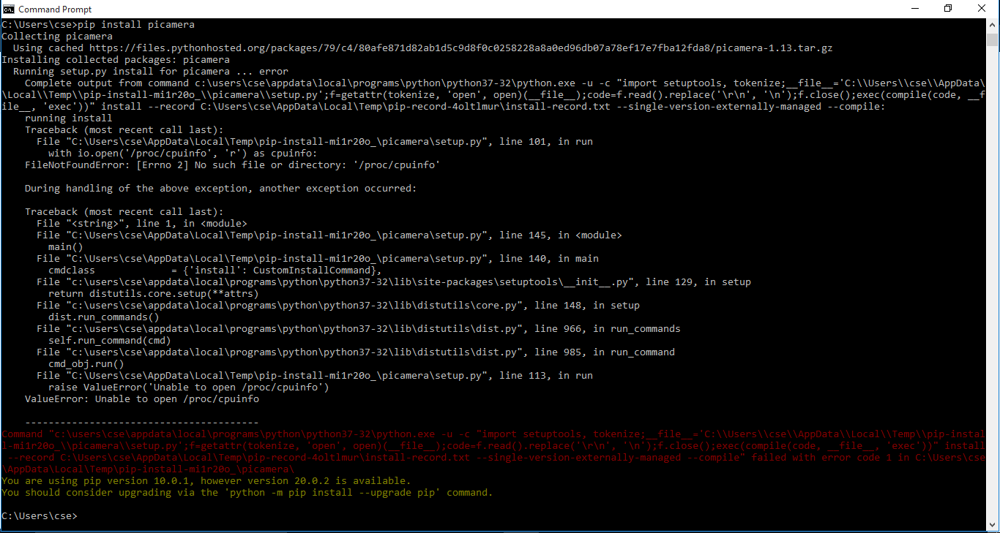 Command Prompt
C:\Users\cse>pip install picamera
Collecting picamera
  Using cached https://files.pythonhosted.org/packages/79/c4/80afe871d82ab1d5c9d8f0c0258228a8a0ed96db07a78ef17e7fba12fda8/picamera-1.13.tar.gz
Installing collected packages: picamera
  Running setup.py install for picamera ... error
    Complete output from command c:\users\cse\appdata\local\programs\python\python37-32\python.exe -u -c "import setuptools, tokenize;__file__='C:\\Users\\cse\\AppData\
\Local\\Temp\\pip-install-mi1r20o_\\picamera\\setup.py';f=getattr(tokenize, 'open', open)(__file__);code=f.read().replace('\r\n', '\n');f.close();exec(compile(code, __f
ile__, 'exec'))" install --record C:\Users\cse\AppData\Local\Temp\pip-record-4oltlmur\install-record.txt --single-version-externally-managed --compile:
    running install
    Traceback (most recent call last):
      File "C:\Users\cse\AppData\Local\Temp\pip-install-mi1r20o_\picamera\setup.py", line 101, in run
        with io.open('/proc/cpuinfo', 'r') as cpuinfo:
    FileNotFoundError: [Errno 2] No such file or directory: '/proc/cpuinfo'
    During handling of the above exception, another exception occurred:
    Traceback (most recent call last):
      File "<string>", line 1, in <module>
      File "C:\Users\cse\AppData\Local\Temp\pip-install-mi1r20o_\picamera\setup.py", line 145, in <module>
        main()
      File "C:\Users\cse\AppData\Local\Temp\pip-install-mi1r20o_\picamera\setup.py", line 140, in main
        cmdclass             = {'install': CustomInstallCommand},
      File "c:\users\cse\appdata\local\programs\python\python37-32\lib\site-packages\setuptools\__init__.py", line 129, in setup
        return distutils.core.setup(**attrs)
      File "c:\users\cse\appdata\local\programs\python\python37-32\lib\distutils\core.py", line 148, in setup
        dist.run_commands()
      File "c:\users\cse\appdata\local\programs\python\python37-32\lib\distutils\dist.py", line 966, in run_commands
        self.run_command(cmd)
      File "c:\users\cse\appdata\local\programs\python\python37-32\lib\distutils\dist.py", line 985, in run_command
        cmd_obj.run()
      File "C:\Users\cse\AppData\Local\Temp\pip-install-mi1r20o_\picamera\setup.py", line 113, in run
        raise ValueError('Unable to open /proc/cpuinfo')
    ValueError: Unable to open /proc/cpuinfo
    ----------------------------------------
Command "c:\users\cse\appdata\local\programs\python\python37-32\python.exe -u -c "import setuptools, tokenize;__file__='C:\\Users\\cse\\AppData\\Local\\Temp\\pip-instal
l-mi1r20o_\\picamera\\setup.py';f=getattr(tokenize, 'open', open)(__file__);code=f.read().replace('\r\n', '\n');f.close();exec(compile(code, __file__, 'exec'))" install
 --record C:\Users\cse\AppData\Local\Temp\pip-record-4oltlmur\install-record.txt --single-version-externally-managed --compile" failed with error code 1 in C:\Users\cse
\AppData\Local\Temp\pip-install-mi1r20o_\picamera\
You are using pip version 10.0.1, however version 20.0.2 is available.
You should consider upgrading via the 'python -m pip install --upgrade pip' command.
C:\Users\cse>